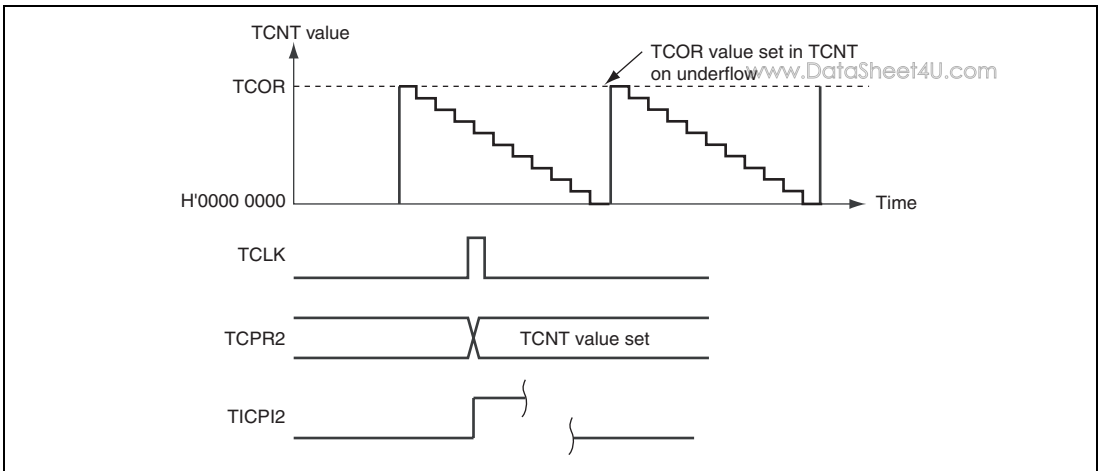 TCNT value
TCOR value set in TCNT
on underflow
www.DataSheet4U.com
TCOR
H'0000 0000
Time
TCLK
TCPR2
TCNT value set
TICPI2